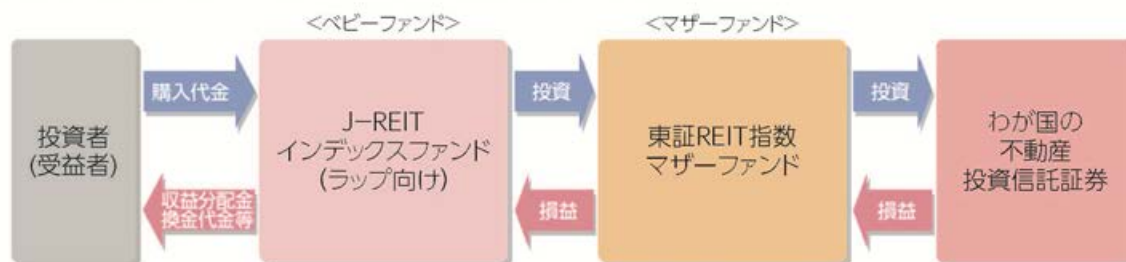 <ベビーファンド>
<マザーファンド>
投資者
(受益者)
購入代金
収益分配金
換金代金等
J-REIT
インデックスファンド
(ラップ向け)
投資
損益
東証REIT指数
マザーファンド
投資
損益
わが国の
不動産
投資信託証券